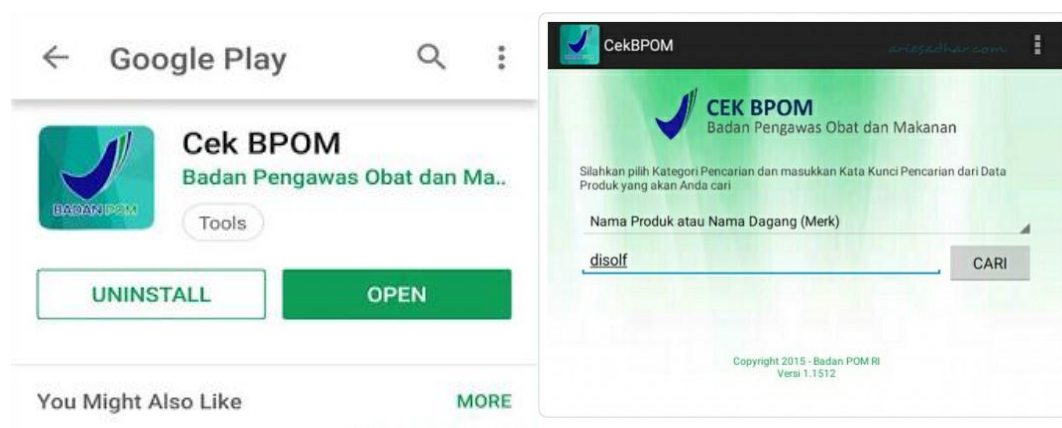 Google Play
Cek BPOM
Badan Pengawas Obat dan Ma..
BADAN POM
Tools
UNINSTALL
OPEN
You Might Also Like
MORE
CekBPOM
ariesadhar.com
CEK BPOM
Badan Pengawas Obat dan Makanan
Silahkan pilih Kategori Pencarian dan masukkan Kata Kunci Pencarian dari Data
Produk yang akan Anda cari
Nama Produk atau Nama Dagang (Merk)
disolf
CARI
Copyright 2015 - Badan POM RI
Versi 1.1512